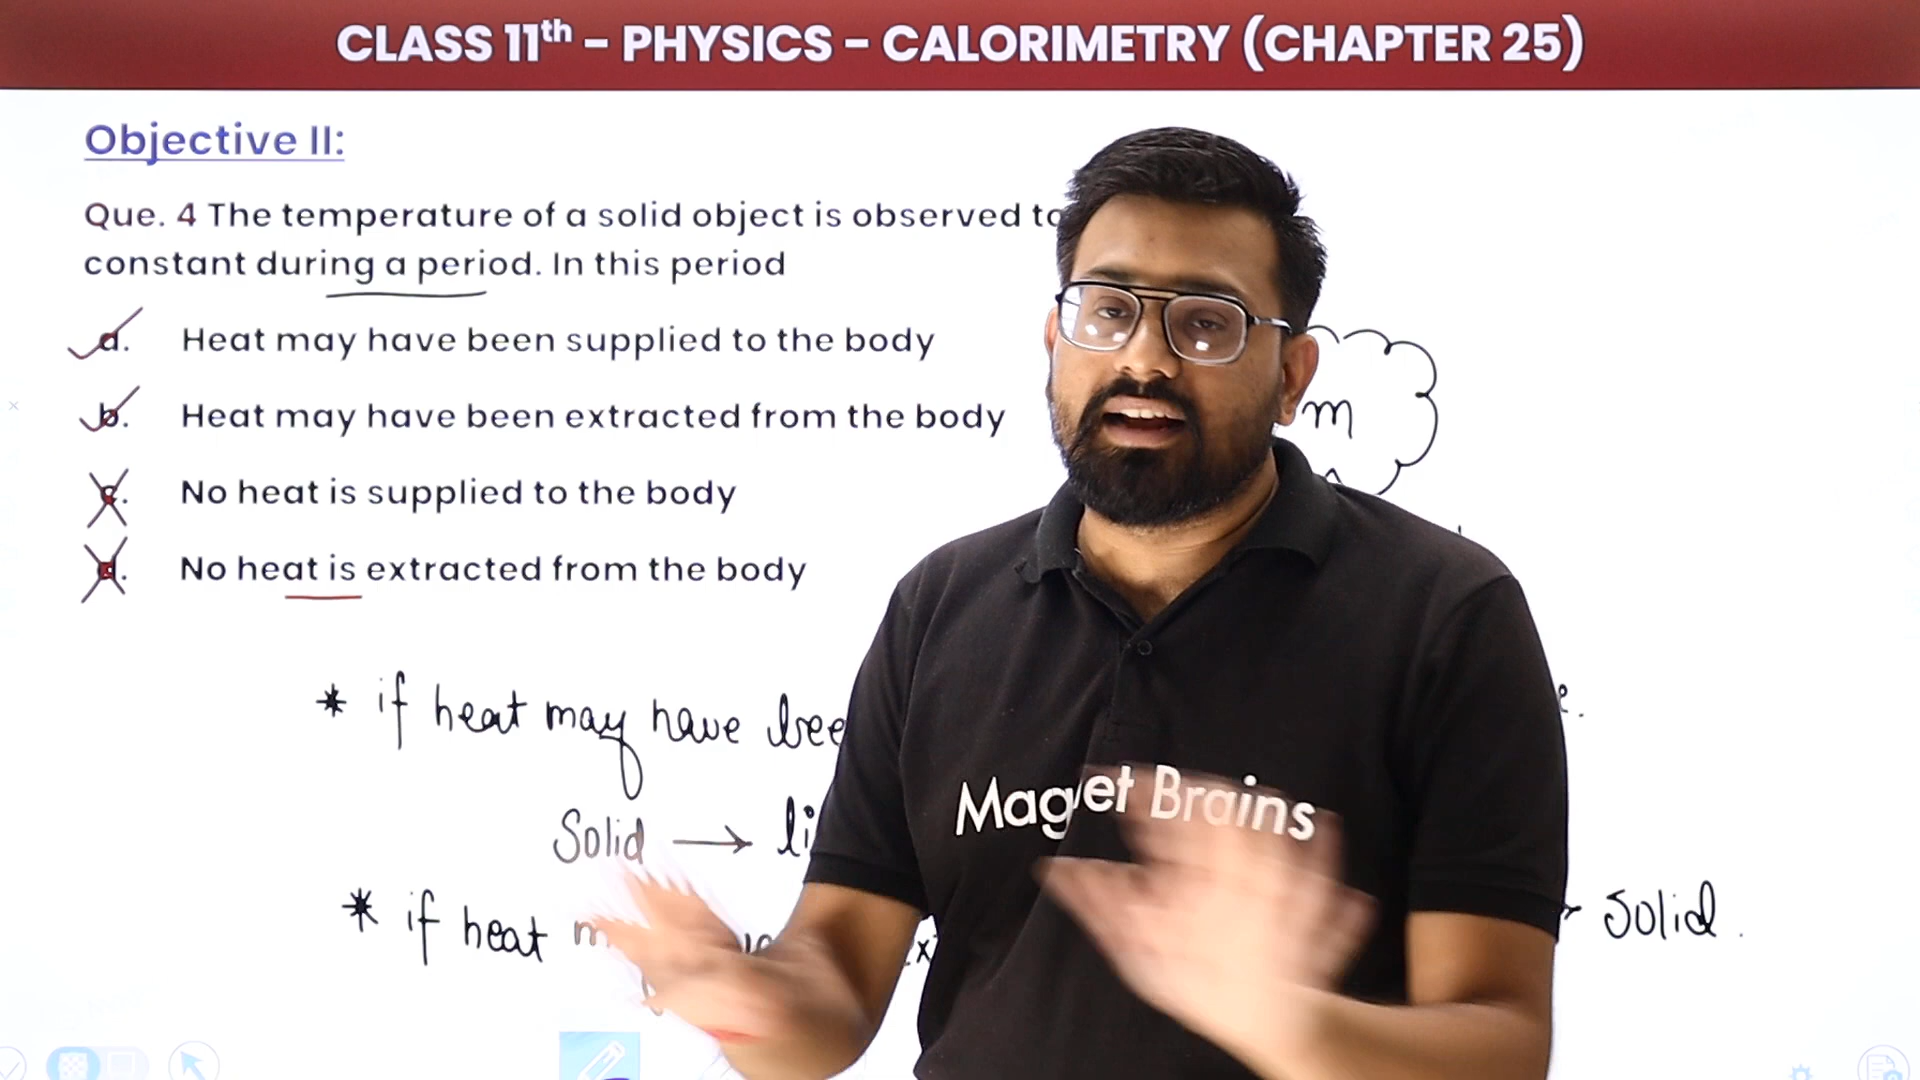 CLASS 11th – PHYSICS – CALORIMETRY (CHAPTER 25)
Objective II:
Que. 4 The temperature of a solid object is observed to
constant during a period. In this period
a. Heat may have been supplied to the body
b. Heat may have been extracted from the body
c. No heat is supplied to the body
d. No heat is extracted from the body
m
* if heat may have
Solid →
* if heat
Solid.
Magnet Brains